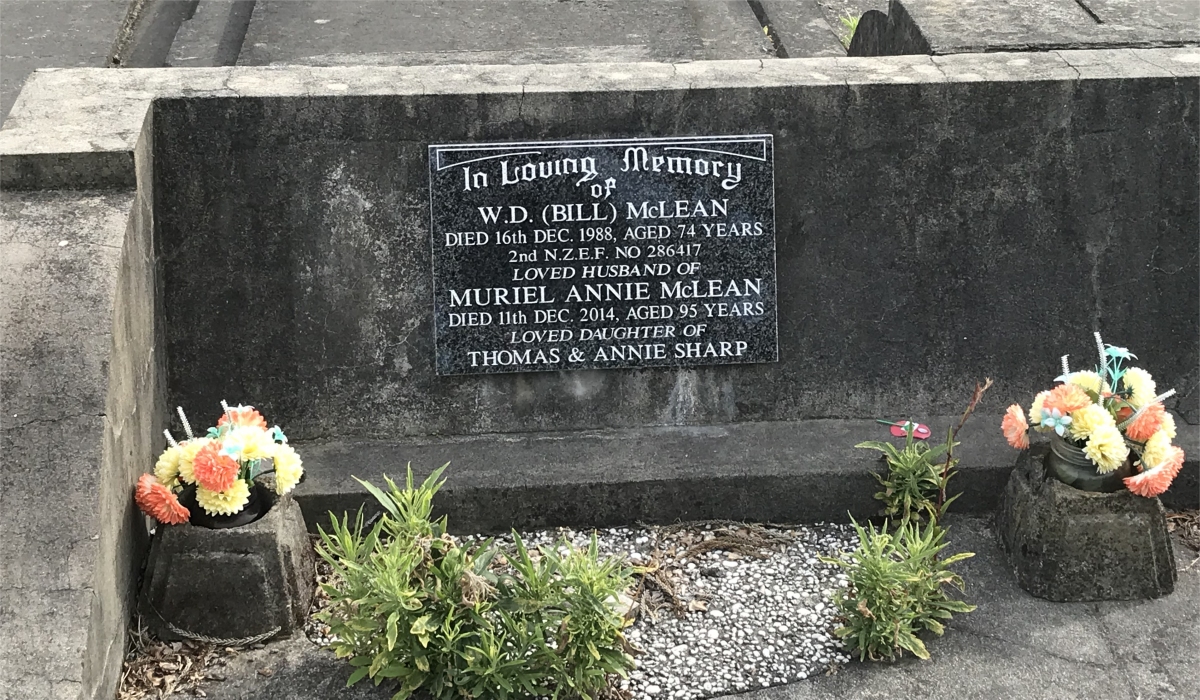 In Loving Memory
of
W.D. (BILL) McLEAN
DIED 16th DEC. 1988, AGED 74 YEARS
2nd N.Z.E.F. NO 286417
LOVED HUSBAND OF
MURIEL ANNIE McLEAN
DIED 11th DEC. 2014, AGED 95 YEARS
LOVED DAUGHTER OF
THOMAS & ANNIE SHARP